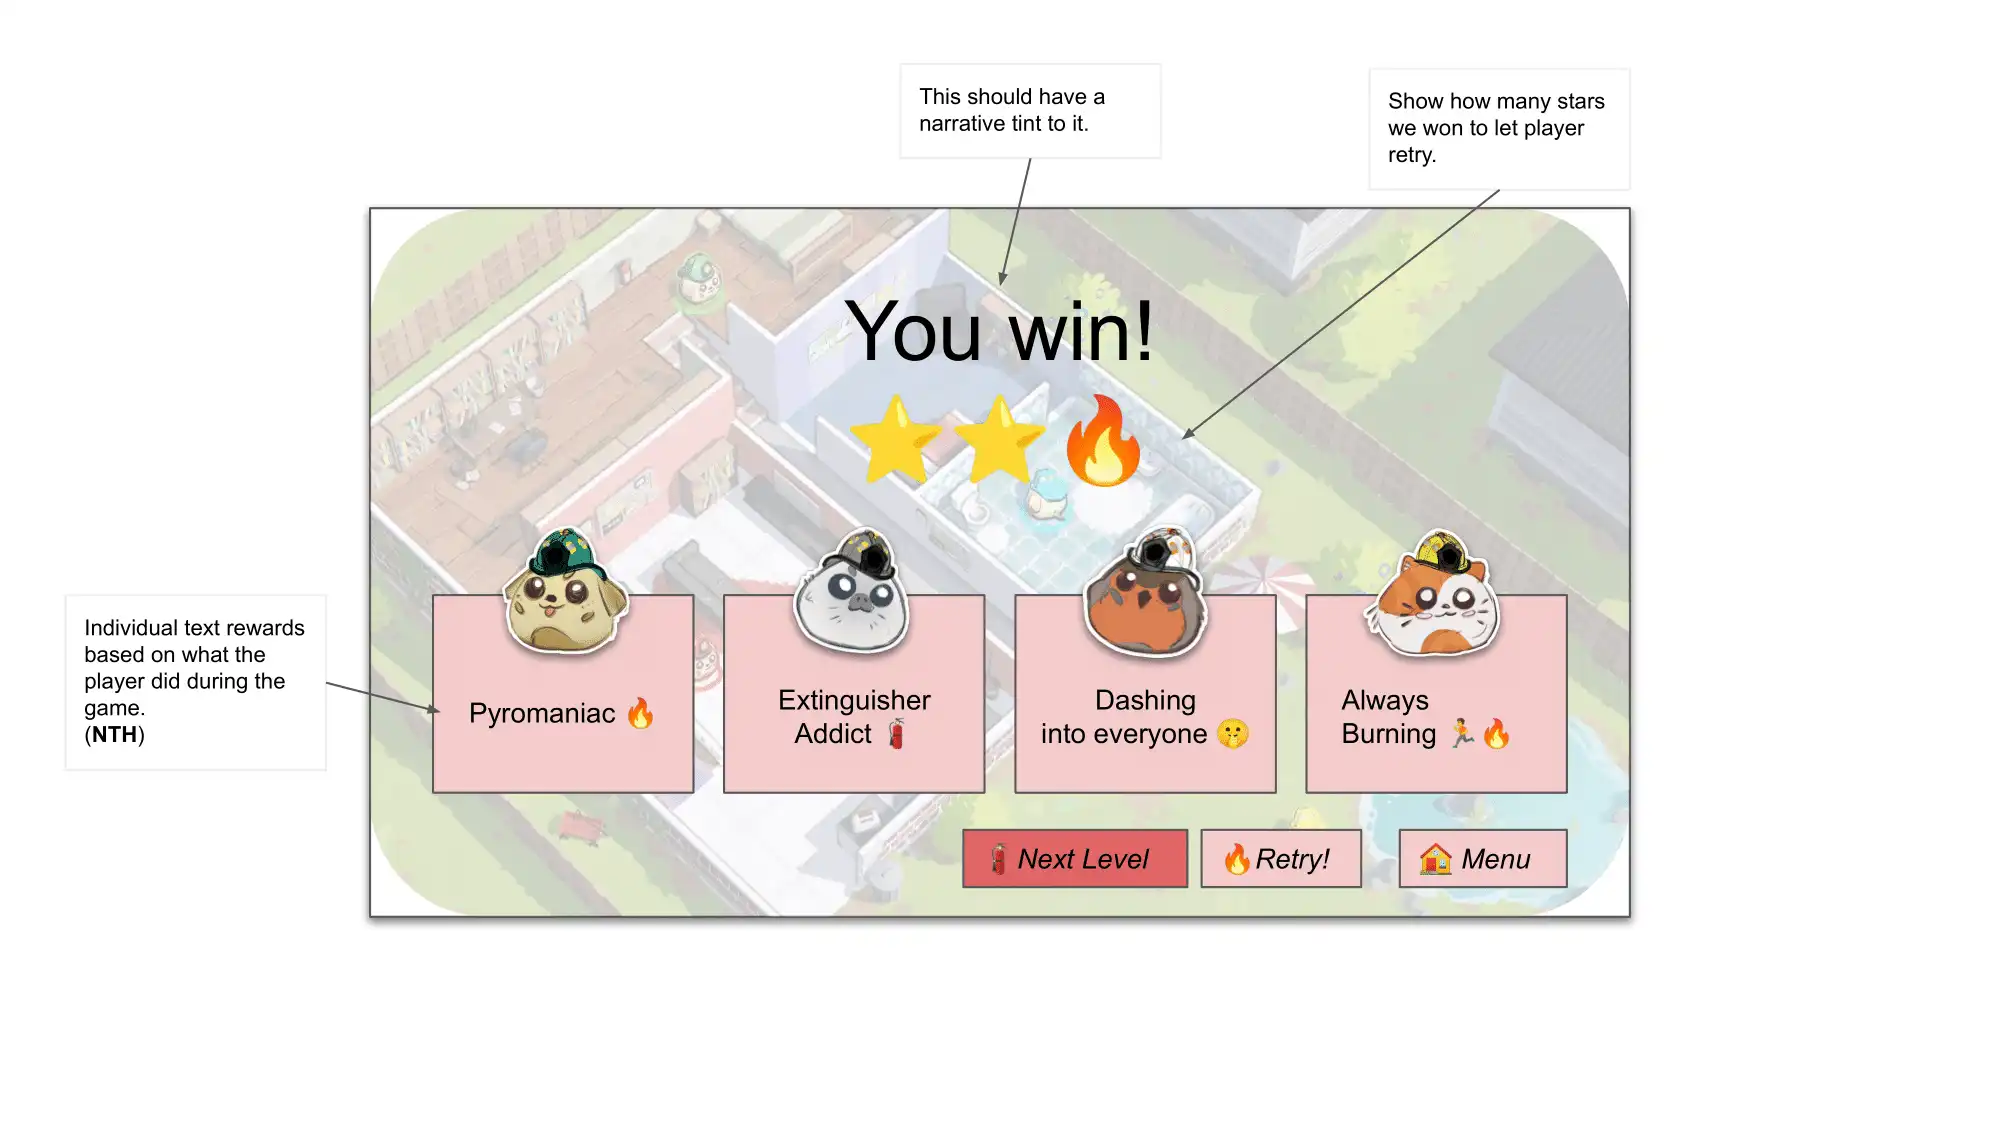 This should have a
narrative tint to it.
Show how many stars
we won to let player
retry.
You win!
Individual text rewards
based on what the
player did during the
game.
(NTH)
Pyromaniac 🔥
Extinguisher
Addict 🧯
Dashing
into everyone 🤫
Always
Burning 🏃🔥
🧯 Next Level
🔥Retry!
🏠 Menu